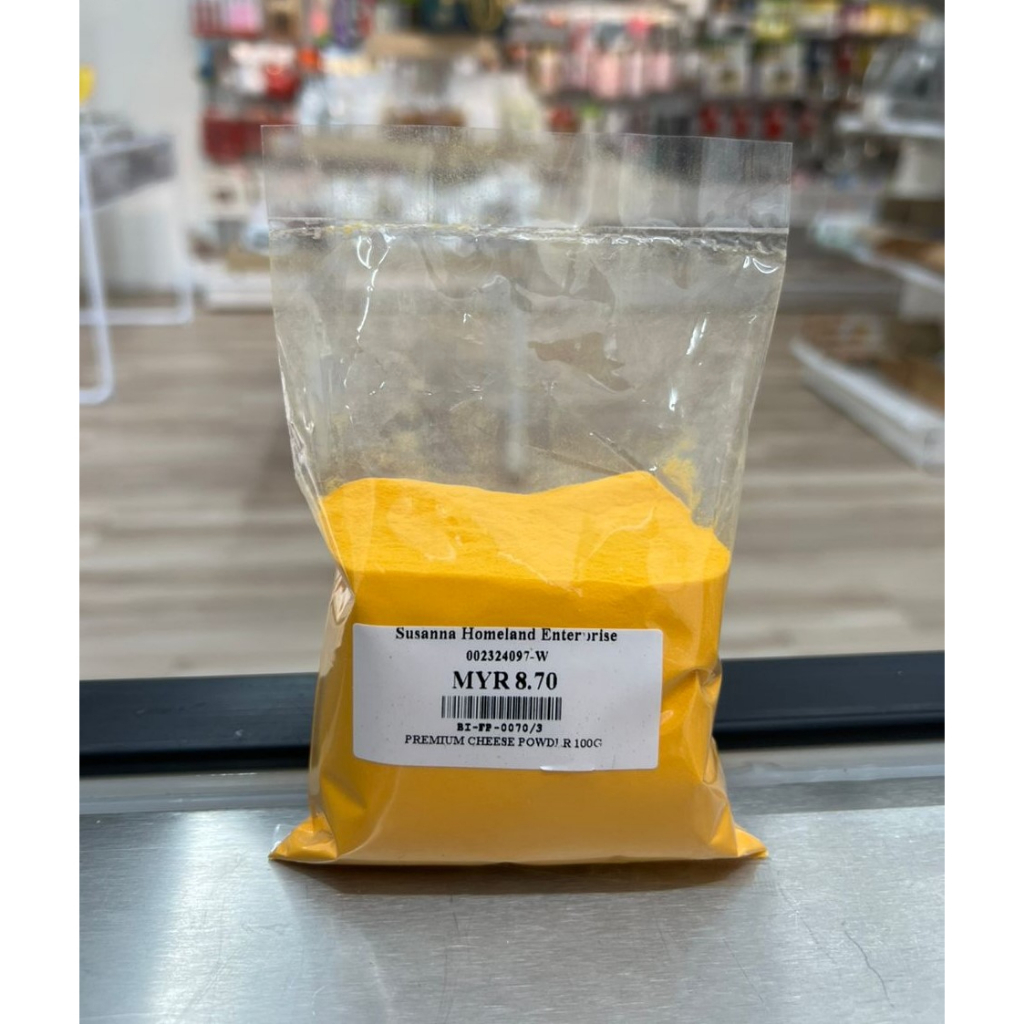 Susanna Homeland Enterprise
002324097-W
MYR 8.70
BI-FP-0070/3
PREMIUM CHEESE POWDER 100G